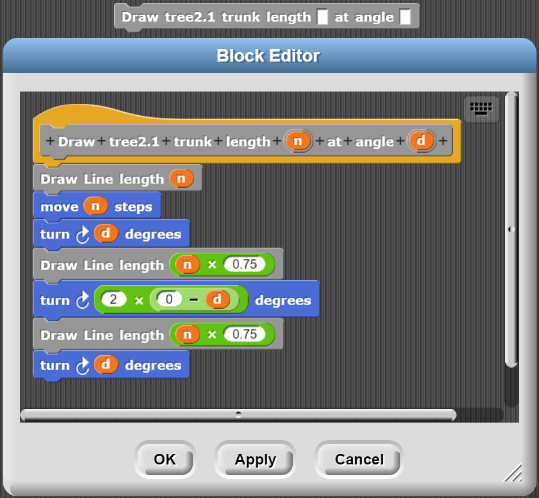 Draw tree2.1 trunk length at angle
Block Editor
+ Draw + tree2.1 + trunk + length + n + at + angle + d +
Draw Line length n
move n steps
turn d degrees
Draw Line length n × 0.75
turn 2 × 0 − d degrees
Draw Line length n × 0.75
turn d degrees
OK Apply Cancel